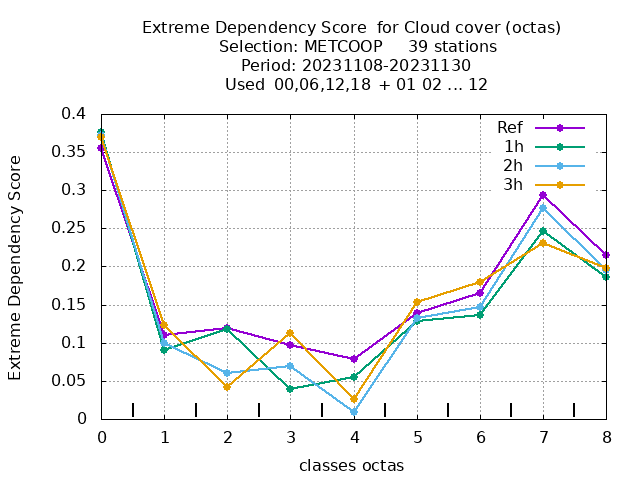 Extreme Dependency Score  for Cloud cover (octas)
Selection: METCOOP     39 stations
Period: 20231108-20231130
Used  00,06,12,18  + 01 02 ... 12
Ref
1h
2h
3h
0.4
0.35
0.3
0.25
0.2
0.15
0.1
0.05
0
Extreme Dependency Score
0 1 2 3 4 5 6 7 8
classes octas